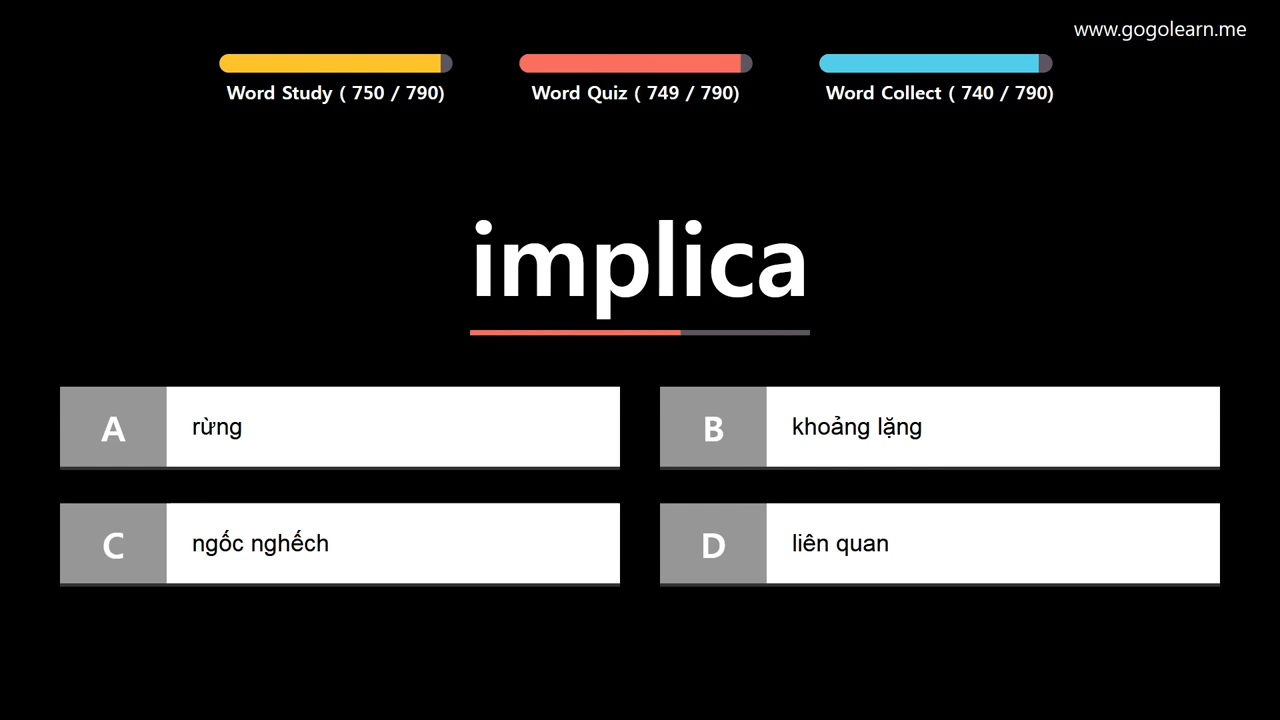 www.gogolearn.me
Word Study ( 750 / 790)
Word Quiz ( 749 / 790)
Word Collect ( 740 / 790)
implica
A rừng
B khoảng lặng
C ngốc nghếch
D liên quan